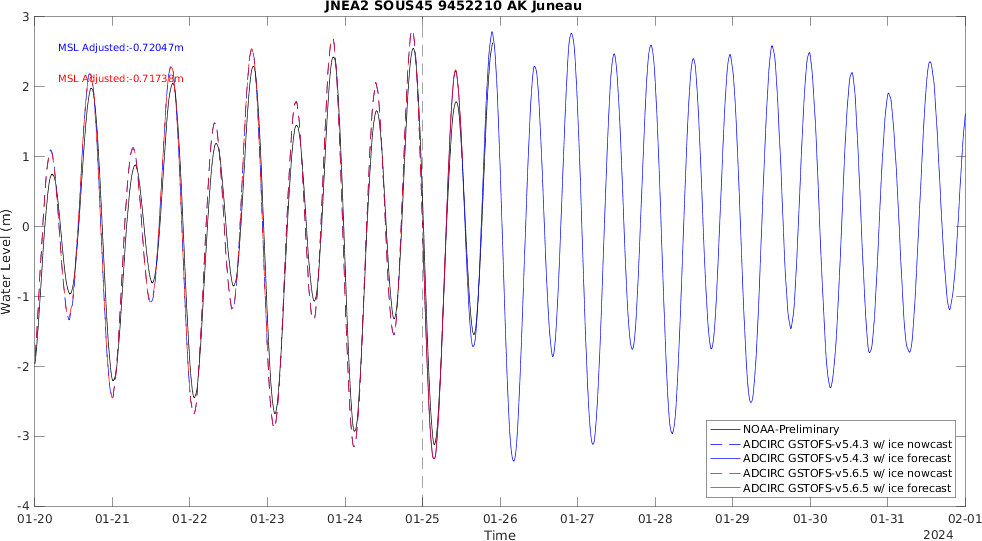 JNEA2 SOUS45 9452210 AK Juneau
MSL Adjusted:-0.72047m
MSL Adjusted:-0.71738m
3
2
1
0
-1
-2
-3
-4
Water Level (m)
NOAA-Preliminary
ADCIRC GSTOFS-v5.4.3 w/ ice nowcast
ADCIRC GSTOFS-v5.4.3 w/ ice forecast
ADCIRC GSTOFS-v5.6.5 w/ ice nowcast
ADCIRC GSTOFS-v5.6.5 w/ ice forecast
01-20 01-21 01-22 01-23 01-24 01-25 01-26 01-27 01-28 01-29 01-30 01-31 02-01
Time
2024